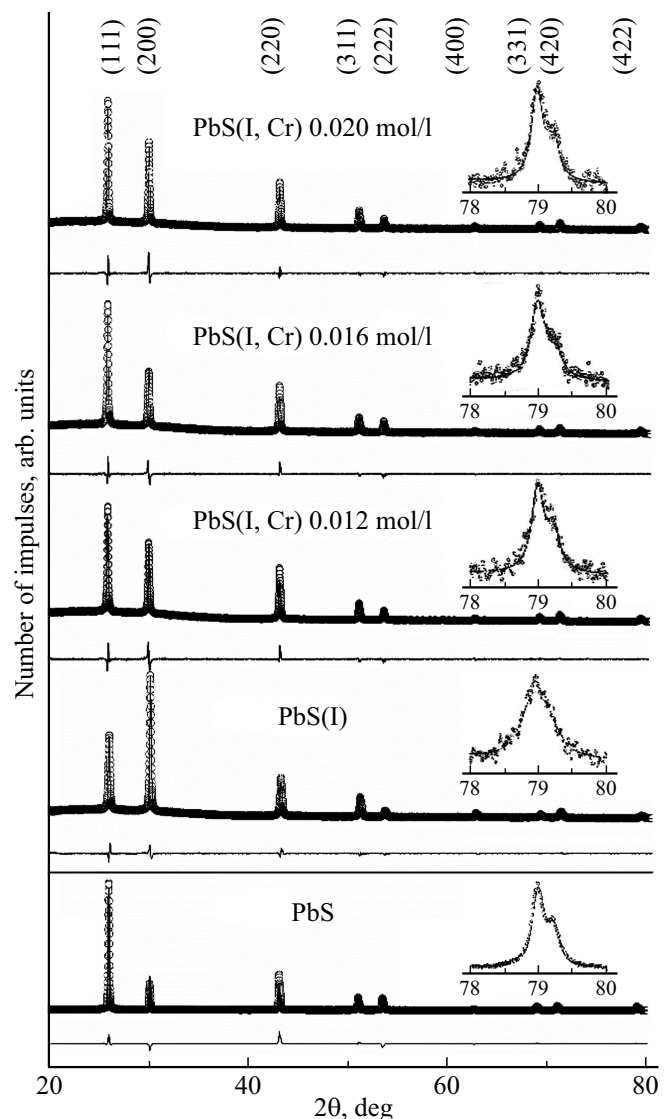 (111) (200) (220) (311) (222) (400) (331) (420) (422)
PbS(I, Cr) 0.020 mol/l
78 79 80
PbS(I, Cr) 0.016 mol/l
78 79 80
PbS(I, Cr) 0.012 mol/l
78 79 80
PbS(I)
78 79 80
PbS
78 79 80
Number of impulses, arb. units
20 40 60 80
2θ, deg